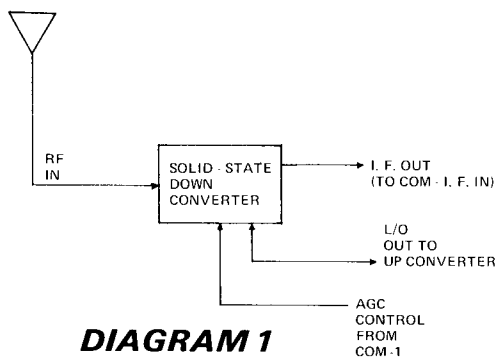 RF
IN
SOLID - STATE
DOWN
CONVERTER
I. F. OUT
(TO COM - I. F. IN)
L/O
OUT TO
UP CONVERTER
AGC
CONTROL
FROM
COM-1
DIAGRAM 1